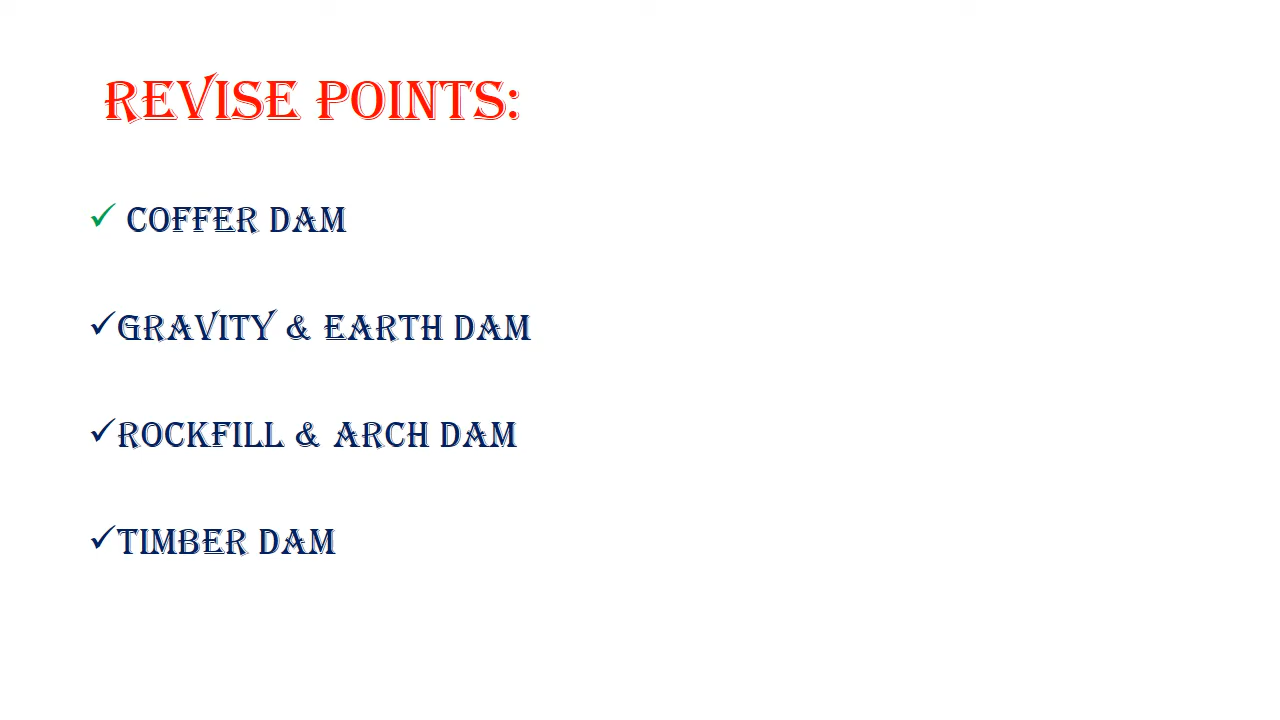 REVISE POINTS:
✓ COFFER DAM
✓GRAVITY & EARTH DAM
✓ROCKFILL & ARCH DAM
✓TIMBER DAM